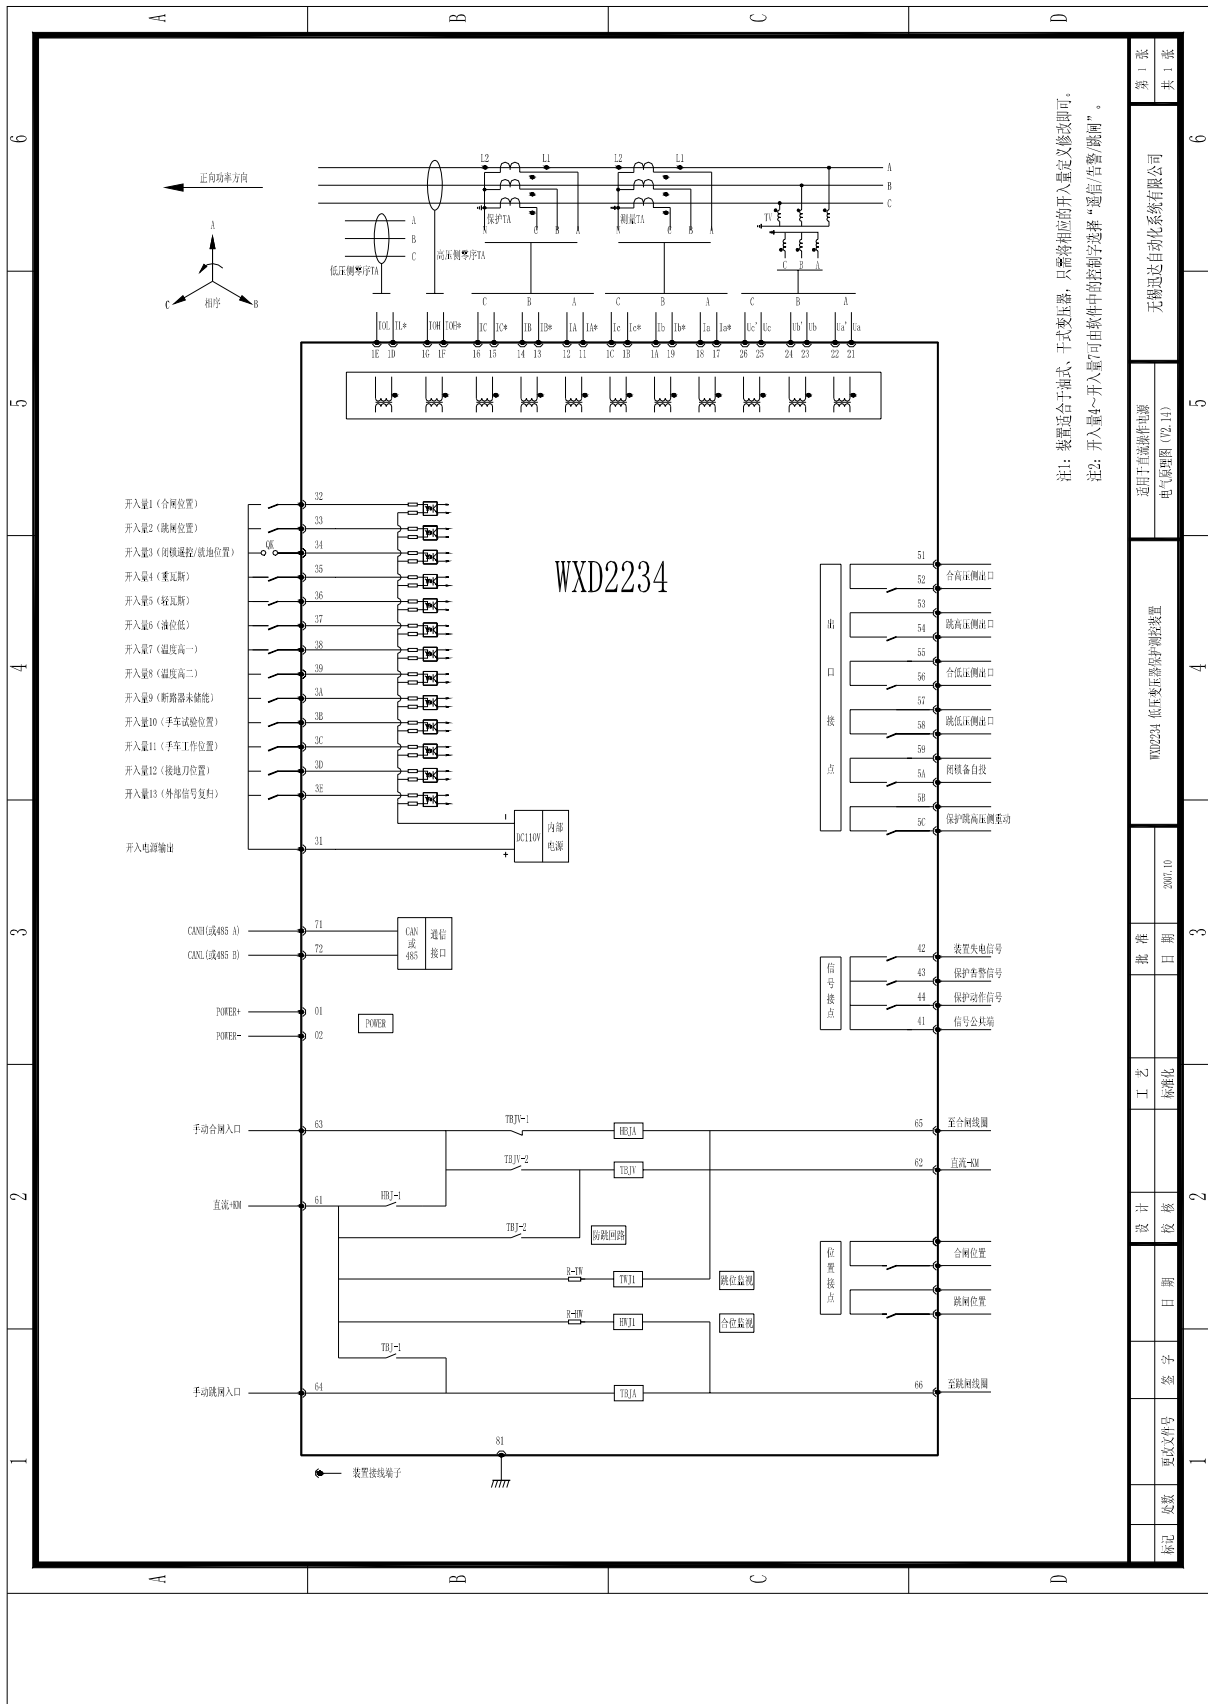 A
B
C
D
6
5
4
3
2
1
正向功率方向
A
C
B
相序
A
B
C
低压侧零序TA
高压侧零序TA
L2
L1
保护TA
N
C
B
A
L2
L1
测量TA
N
C
B
A
TV
A
B
C
C
B
A
C
B
A
C
B
A
C
B
A
IOL
IL*
IOH
IOH*
IC
IC*
IB
IB*
IA
IA*
Ic
Ic*
Ib
Ib*
Ia
Ia*
Uc'
Uc
Ub'
Ub
Ua'
Ua
1E
1D
1G
1F
16
15
14
13
12
11
1C
1B
1A
19
18
17
26
25
24
23
22
21
WXD2234
开入量1（合闸位置）
32
开入量2（跳闸位置）
33
开入量3（闭锁遥控/就地位置）
QK
34
开入量4（重瓦斯）
35
开入量5（轻瓦斯）
36
开入量6（油位低）
37
开入量7（温度高一）
38
开入量8（温度高二）
39
开入量9（断路器未储能）
3A
开入量10（手车试验位置）
3B
开入量11（手车工作位置）
3C
开入量12（接地刀位置）
3D
开入量13（外部信号复归）
3E
开入电源输出
31
-
+
DC110V
内部
电源
CANH(或485 A)
71
CANL(或485 B)
72
CAN
或
485
通信
接口
POWER+
01
POWER-
02
POWER
出
口
接
点
51
52
合高压侧出口
53
54
跳高压侧出口
55
56
合低压侧出口
57
58
跳低压侧出口
59
5A
闭锁备自投
5B
5C
保护跳高压侧重动
信
号
接
点
42
装置失电信号
43
保护告警信号
44
保护动作信号
41
信号公共端
手动合闸入口
63
TBJV-1
HBJA
65
至合闸线圈
TBJV-2
TBJV
62
直流-KM
直流+KM
61
HBJ-1
TBJ-2
防跳回路
R-TW
TWJ1
跳位监视
R-HW
HWJ1
合位监视
TBJ-1
手动跳闸入口
64
TBJA
66
至跳闸线圈
位
置
接
点
合闸位置
跳闸位置
81
装置接线端子
注1：装置适合于油式、干式变压器，只需将相应的开入量定义修改即可。
注2：开入量4～开入量7可由软件中的控制字选择“遥信/告警/跳闸”。
第 1 张
共 1 张
无锡迅达自动化系统有限公司
适用于直流操作电源
电气原理图 (V2.14)
WXD2234 低压变压器保护测控装置
2007.10
批 准
日 期
工 艺
标准化
设 计
校 核
日 期
签 字
更改文件号
处数
标记
6
5
4
3
2
1
A
B
C
D